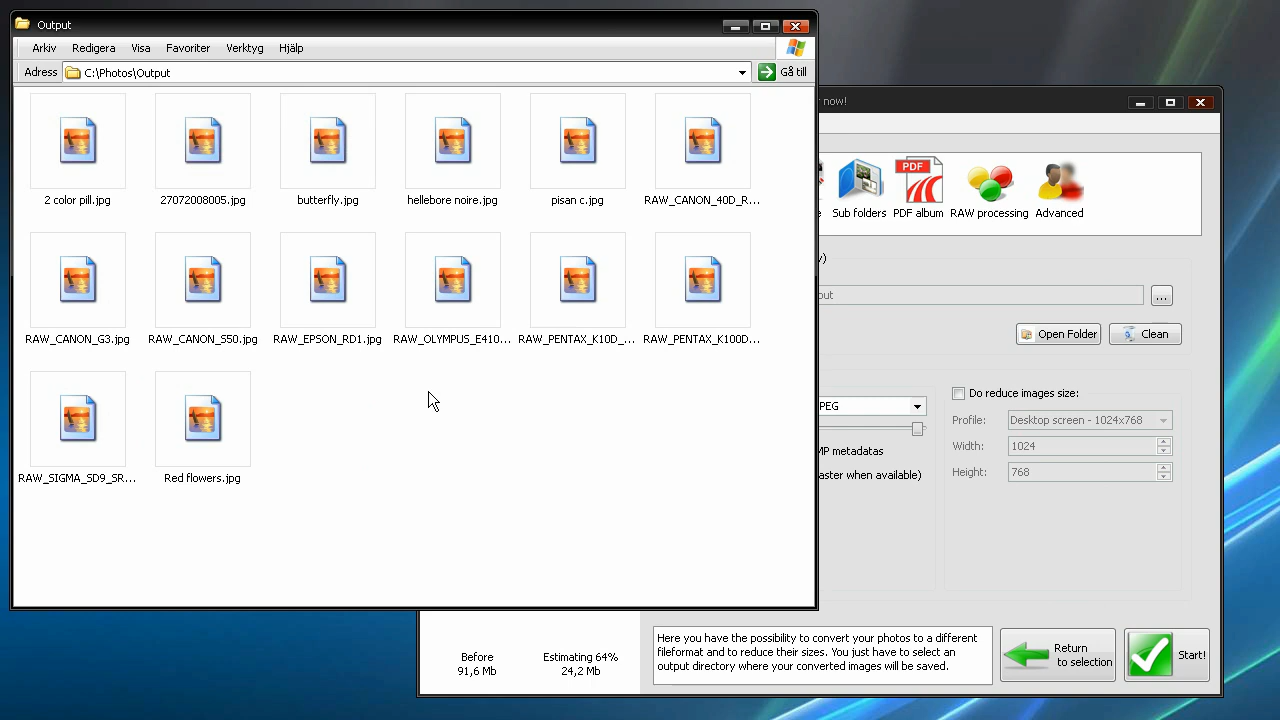 Output
Arkiv Redigera Visa Favoriter Verktyg Hjälp
Adress C:\Photos\Output Gå till
2 color pill.jpg 27072008005.jpg utterfly.jpg hellebore noire.jpg pisan c.jpg RAW_CANON_40D_R...
RAW_CANON_G3.jpg RAW_CANON_S50.jpg RAW_EPSON_RD1.jpg RAW_OLYMPUS_E410... RAW_PENTAX_K10D_... RAW_PENTAX_K100D...
RAW_SIGMA_SD9_SR... Red flowers.jpg
now!
PDF
Sub folders PDF album RAW processing Advanced
Open Folder Clean
PEG
MP metadatas
aster when available)
Do reduce images size:
Profile: Desktop screen - 1024x768
Width: 1024
Height: 768
Before Estimating 64%
91,6 Mb 24,2 Mb
Here you have the possibility to convert your photos to a different
fileformat and to reduce their sizes. You just have to select an
output directory where your converted images will be saved.
Return
to selection
Start!